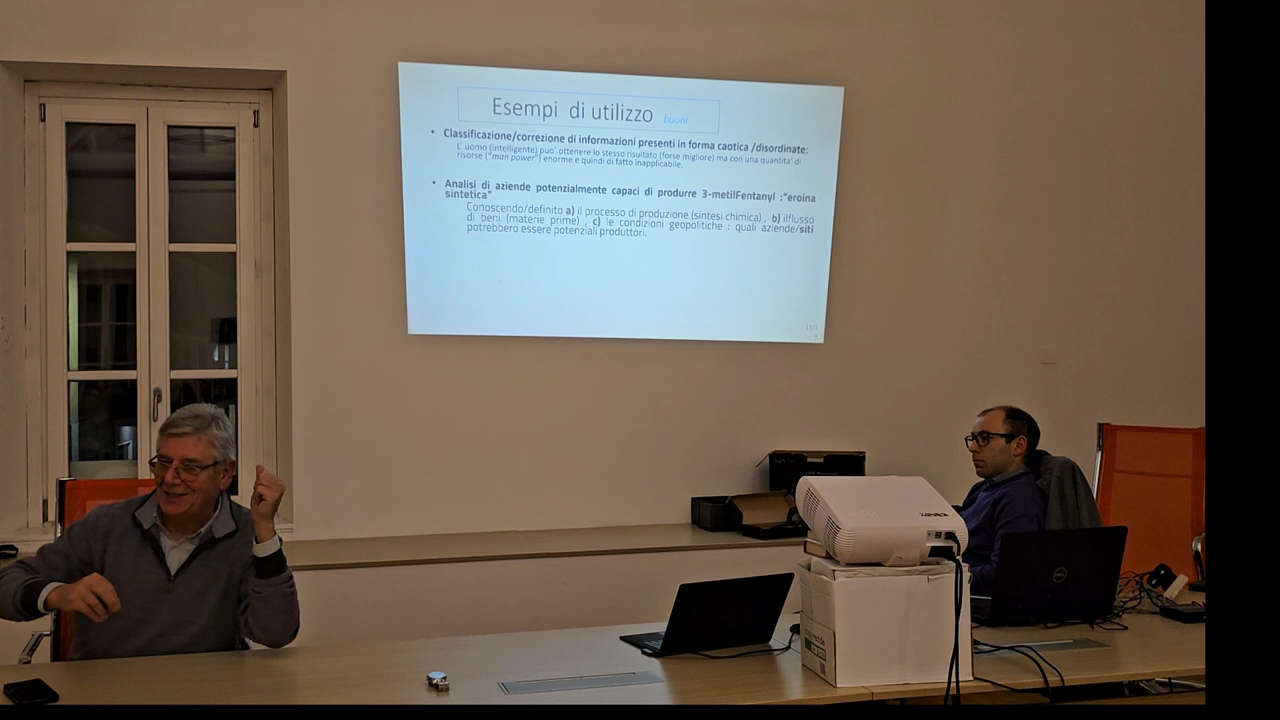 Esempi di utilizzo buoni
• Classificazione/correzione di informazioni presenti in forma caotica /disordinate:
L' uomo (intelligente) puo' ottenere lo stesso risultato (forse migliore) ma con una quantita' di
risorse ("mon power") enorme e quindi di fatto inapplicabile.
• Analisi di aziende potenzialmente capaci di produrre 3-metilFentanyl :"eroina
sintetica"
Conoscendo/definito a) il processo di produzione (sintesi chimica) , b) il flusso
di beni (materie prime) , c) le condizioni geopolitiche : quali aziende/siti
potrebbero essere potenziali produttori.
DELL